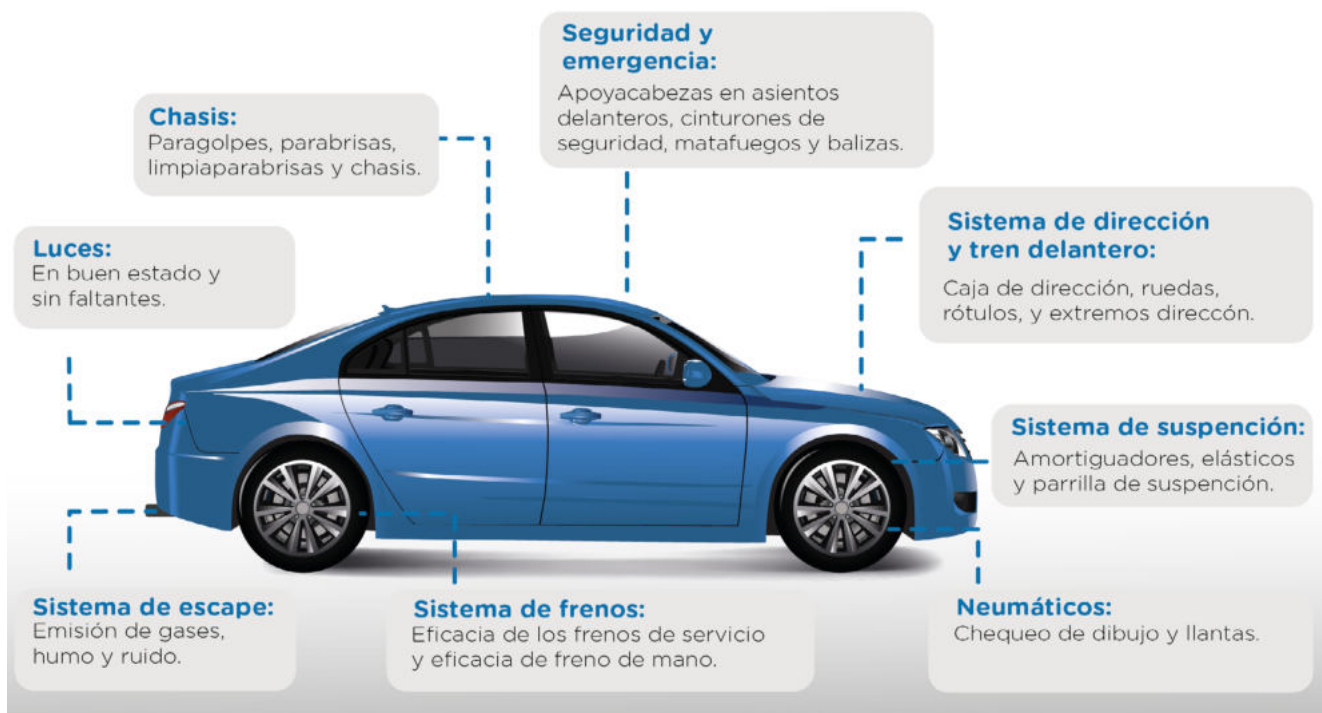 Seguridad y
emergencia:
Apoyacabezas en asientos
delanteros, cinturones de
seguridad, matafuegos y balizas.
Chasis:
Paragolpes, parabrisas,
limpiaparabrisas y chasis.
Sistema de dirección
y tren delantero:
Caja de dirección, ruedas,
rótulos, y extremos direccón.
Luces:
En buen estado y
sin faltantes.
Sistema de suspención:
Amortiguadores, elásticos
y parrilla de suspención.
Sistema de escape:
Emisión de gases,
humo y ruido.
Sistema de frenos:
Eficacia de los frenos de servicio
y eficacia de freno de mano.
Neumáticos:
Chequeo de dibujo y llantas.